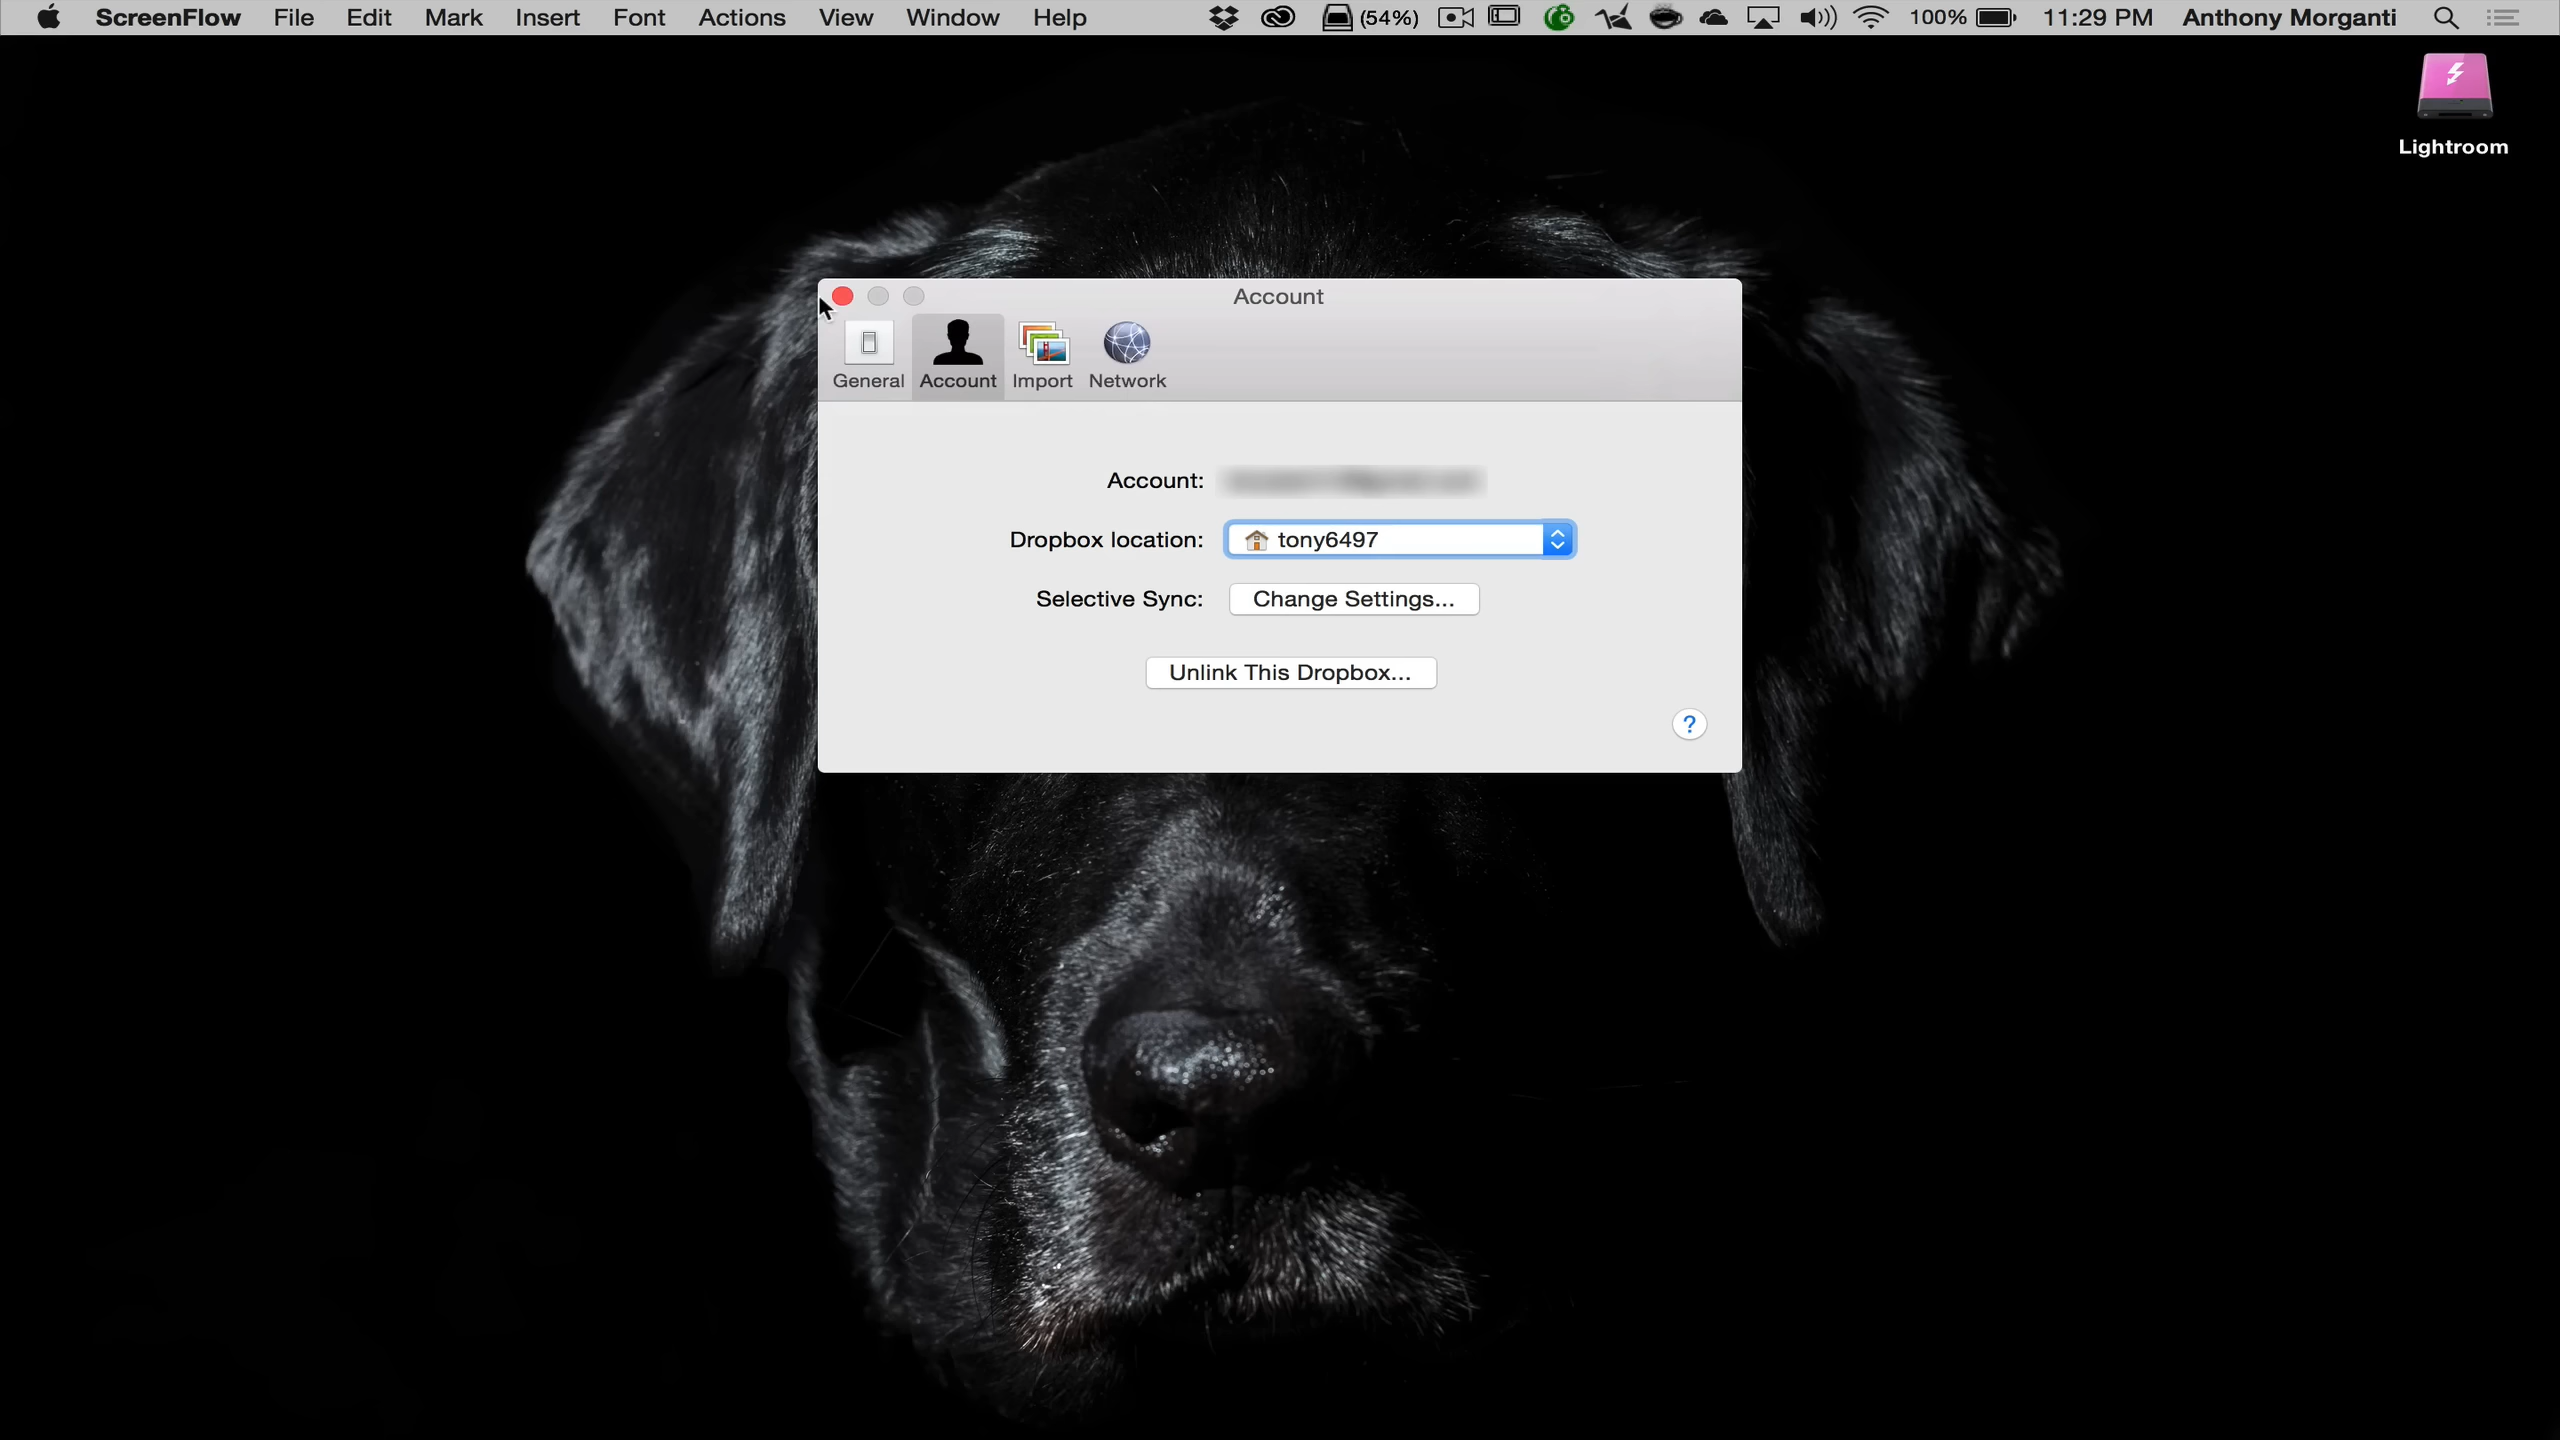 ScreenFlow File Edit Mark Insert Font Actions View Window Help (54%) 100% 11:29 PM Anthony Morganti
Lightroom
Account
General Account Import Network
Account:
Dropbox location: tony6497
Selective Sync: Change Settings...
Unlink This Dropbox...
?